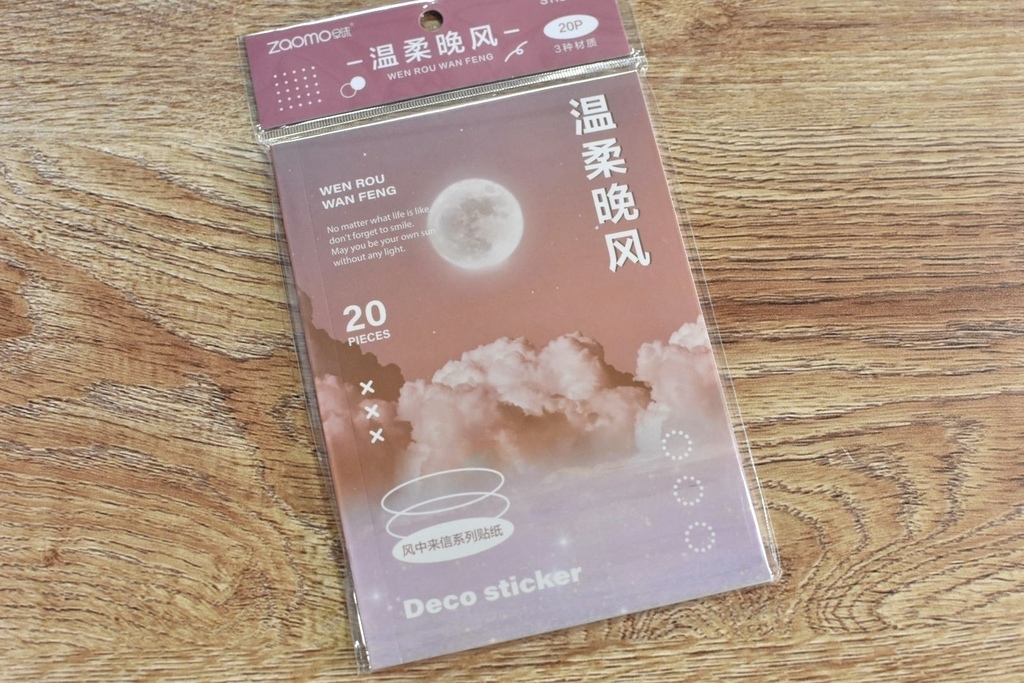 zaomo
温柔晚风
WEN ROU WAN FENG
20P
3种材质
温柔晚风
WEN ROU
WAN FENG
No matter what life is like,
don't forget to smile.
May you be your own sun
without any light.
20
PIECES
风中来信系列贴纸
Deco sticker